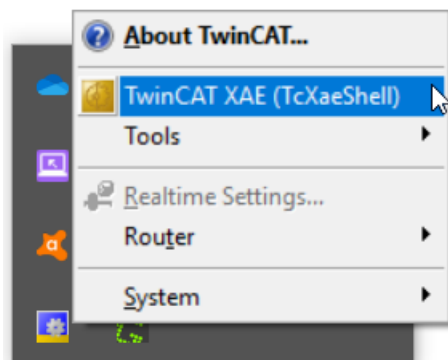 About TwinCAT...
TwinCAT XAE (TcXaeShell)
Tools
Realtime Settings...
Router
System